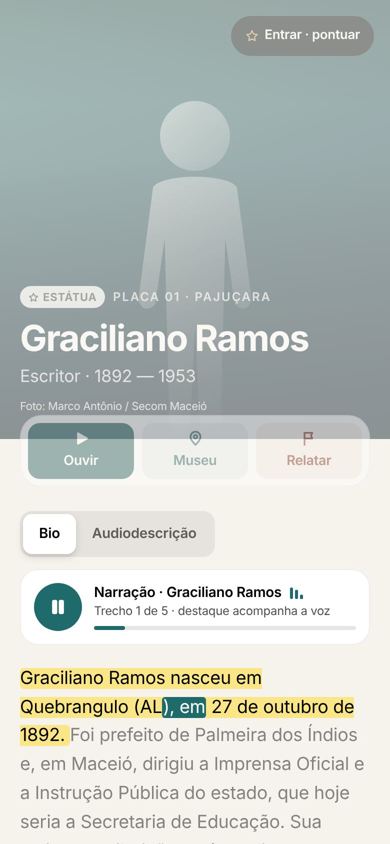 Entrar · pontuar
ESTÁTUA PLACA 01 · PAJUÇARA
Graciliano Ramos
Escritor · 1892 — 1953
Foto: Marco Antônio / Secom Maceió
Ouvir Museu Relatar
Bio Audiodescrição
Narração · Graciliano Ramos
Trecho 1 de 5 · destaque acompanha a voz
Graciliano Ramos nasceu em
Quebrangulo (AL), em 27 de outubro de
1892. Foi prefeito de Palmeira dos Índios
e, em Maceió, dirigiu a Imprensa Oficial e
a Instrução Pública do estado, que hoje
seria a Secretaria de Educação. Sua